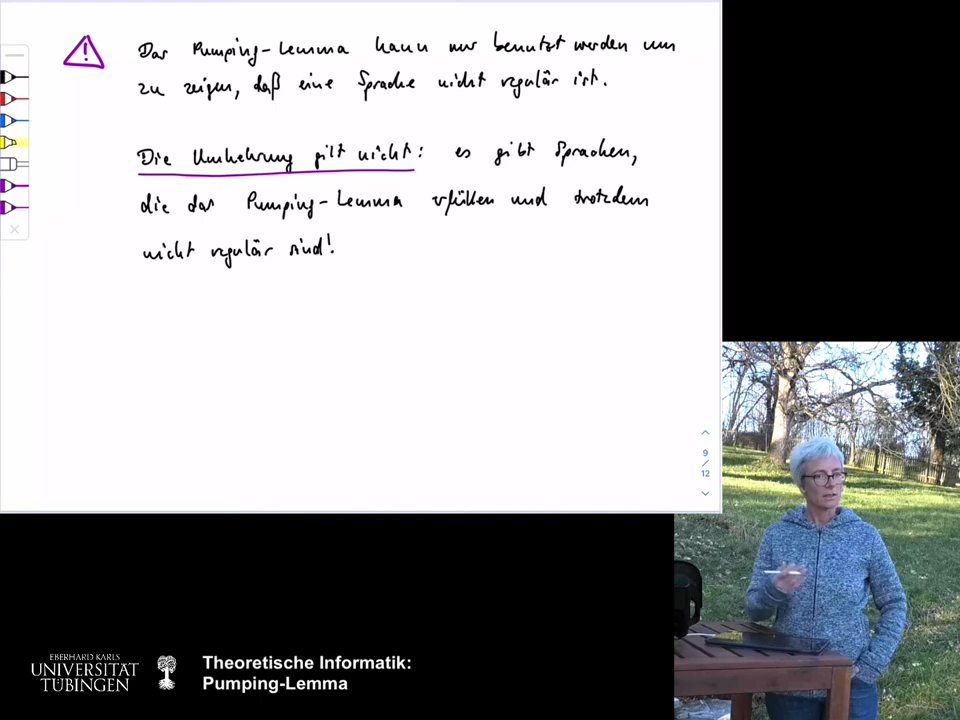 !
Das Pumping-Lemma kann nur benutzt werden um
zu zeigen, daß eine Sprache nicht regulär ist.
Die Umkehrung gilt nicht: es gibt Sprachen,
die das Pumping-Lemma erfüllen und trotzdem
nicht regulär sind!
9
/
12
EBERHARD KARLS
UNIVERSITÄT
TÜBINGEN
Theoretische Informatik:
Pumping-Lemma